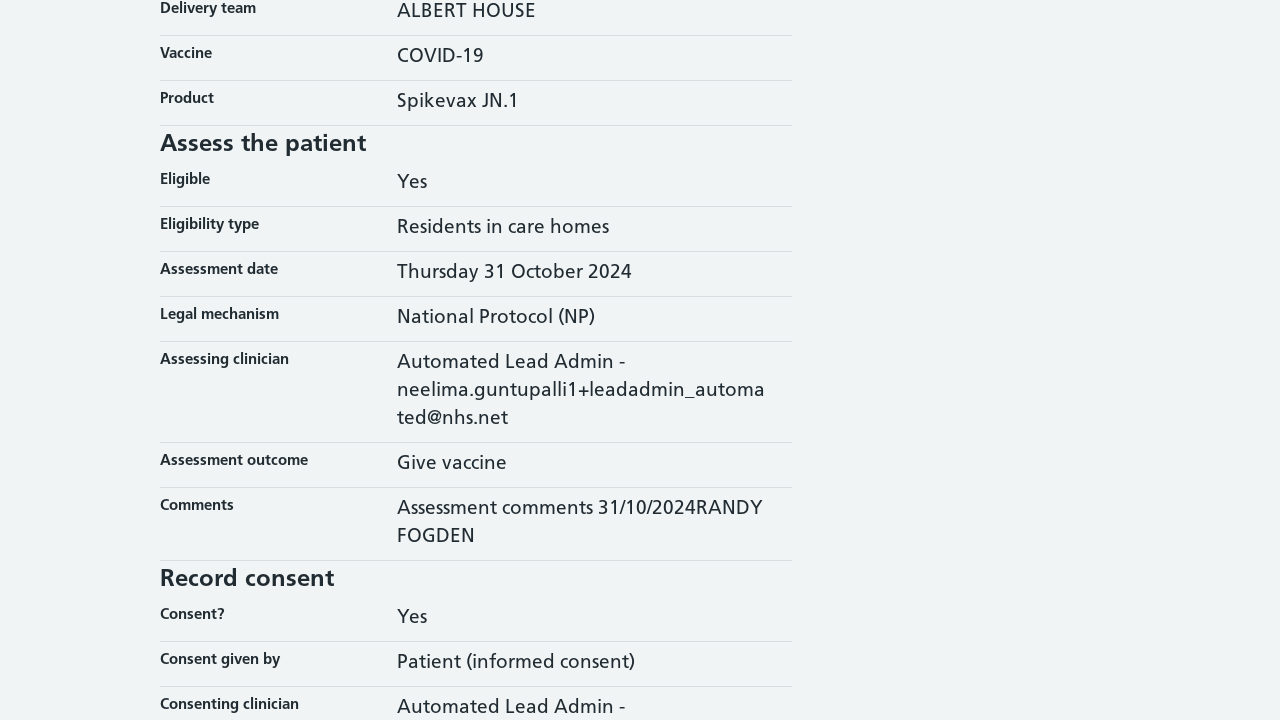 Delivery team
ALBERT HOUSE
Vaccine
COVID-19
Product
Spikevax JN.1
Assess the patient
Eligible
Yes
Eligibility type
Residents in care homes
Assessment date
Thursday 31 October 2024
Legal mechanism
National Protocol (NP)
Assessing clinician
Automated Lead Admin -
neelima.guntupalli1+leadadmin_automa
ted@nhs.net
Assessment outcome
Give vaccine
Comments
Assessment comments 31/10/2024RANDY
FOGDEN
Record consent
Consent?
Yes
Consent given by
Patient (informed consent)
Consenting clinician
Automated Lead Admin -